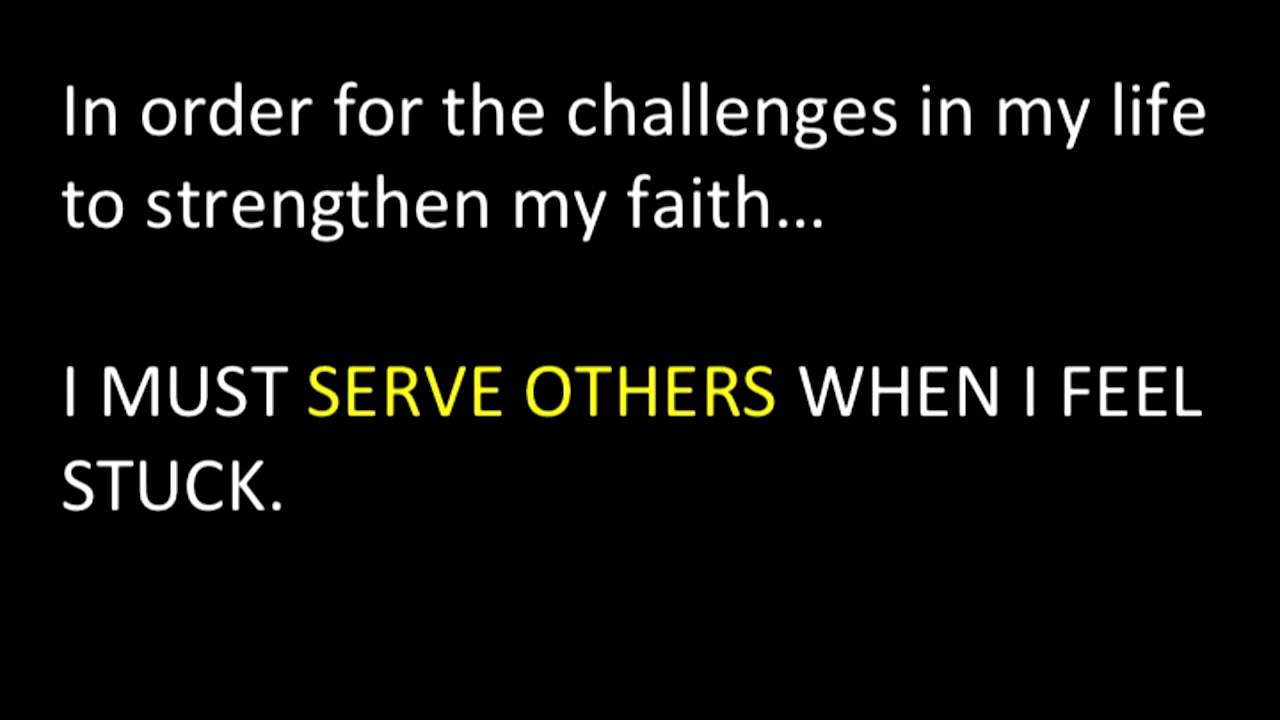 In order for the challenges in my life
to strengthen my faith...
I MUST SERVE OTHERS WHEN I FEEL
STUCK.